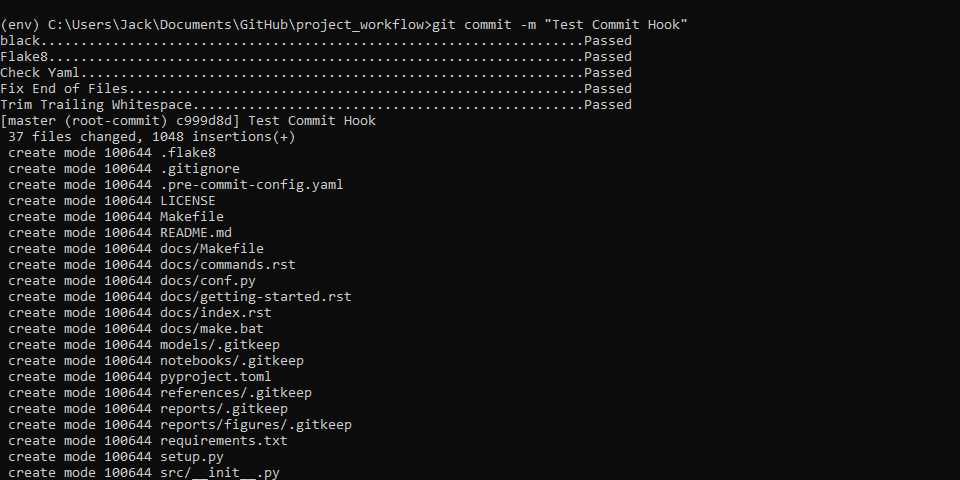 (env) C:\Users\Jack\Documents\GitHub\project_workflow>git commit -m "Test Commit Hook"
black....................................................................Passed
Flake8...................................................................Passed
Check Yaml...............................................................Passed
Fix End of Files.........................................................Passed
Trim Trailing Whitespace.................................................Passed
[master (root-commit) c999d8d] Test Commit Hook
 37 files changed, 1048 insertions(+)
 create mode 100644 .flake8
 create mode 100644 .gitignore
 create mode 100644 .pre-commit-config.yaml
 create mode 100644 LICENSE
 create mode 100644 Makefile
 create mode 100644 README.md
 create mode 100644 docs/Makefile
 create mode 100644 docs/commands.rst
 create mode 100644 docs/conf.py
 create mode 100644 docs/getting-started.rst
 create mode 100644 docs/index.rst
 create mode 100644 docs/make.bat
 create mode 100644 models/.gitkeep
 create mode 100644 notebooks/.gitkeep
 create mode 100644 pyproject.toml
 create mode 100644 references/.gitkeep
 create mode 100644 reports/.gitkeep
 create mode 100644 reports/figures/.gitkeep
 create mode 100644 requirements.txt
 create mode 100644 setup.py
 create mode 100644 src/__init__.py